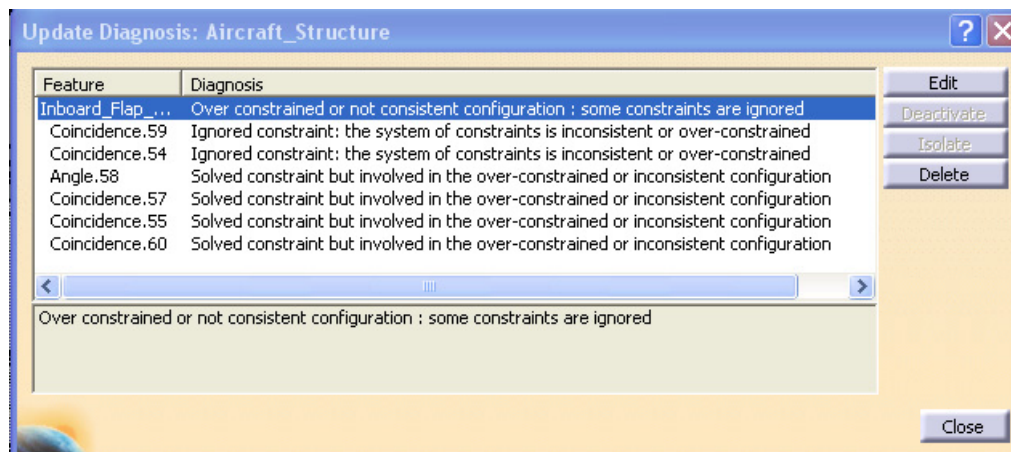 Update Diagnosis: Aircraft_Structure
Feature Diagnosis
Inboard_Flap_... Over constrained or not consistent configuration : some constraints are ignored
Coincidence.59 Ignored constraint: the system of constraints is inconsistent or over-constrained
Coincidence.54 Ignored constraint: the system of constraints is inconsistent or over-constrained
Angle.58 Solved constraint but involved in the over-constrained or inconsistent configuration
Coincidence.57 Solved constraint but involved in the over-constrained or inconsistent configuration
Coincidence.55 Solved constraint but involved in the over-constrained or inconsistent configuration
Coincidence.60 Solved constraint but involved in the over-constrained or inconsistent configuration
Edit
Deactivate
Isolate
Delete
Over constrained or not consistent configuration : some constraints are ignored
Close